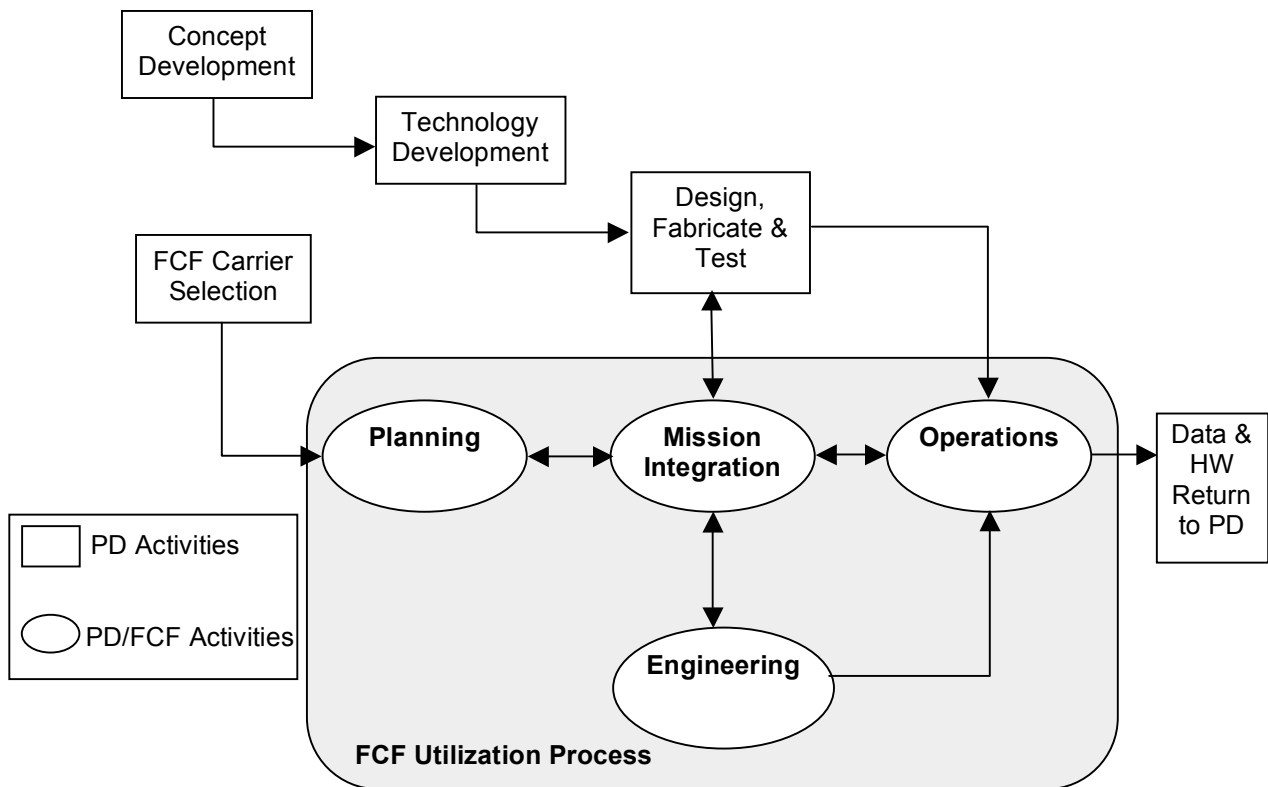 Concept
Development
Technology
Development
Design,
Fabricate &
Test
FCF Carrier
Selection
Planning
Mission
Integration
Operations
Data &
HW
Return
to PD
PD Activities
PD/FCF Activities
Engineering
FCF Utilization Process